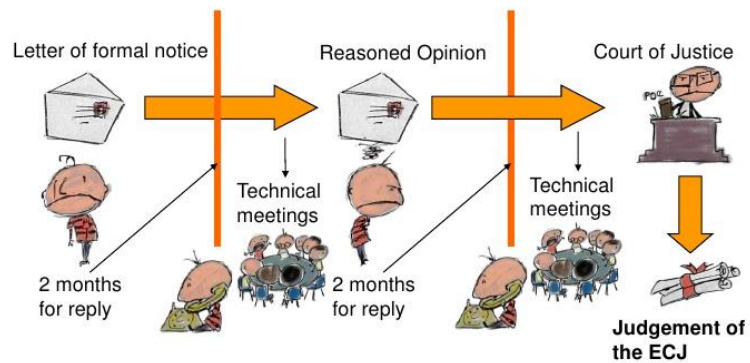 Letter of formal notice
Reasoned Opinion
Court of Justice
POC
Technical
meetings
Technical
meetings
2 months
for reply
2 months
for reply
Judgement of
the ECJ